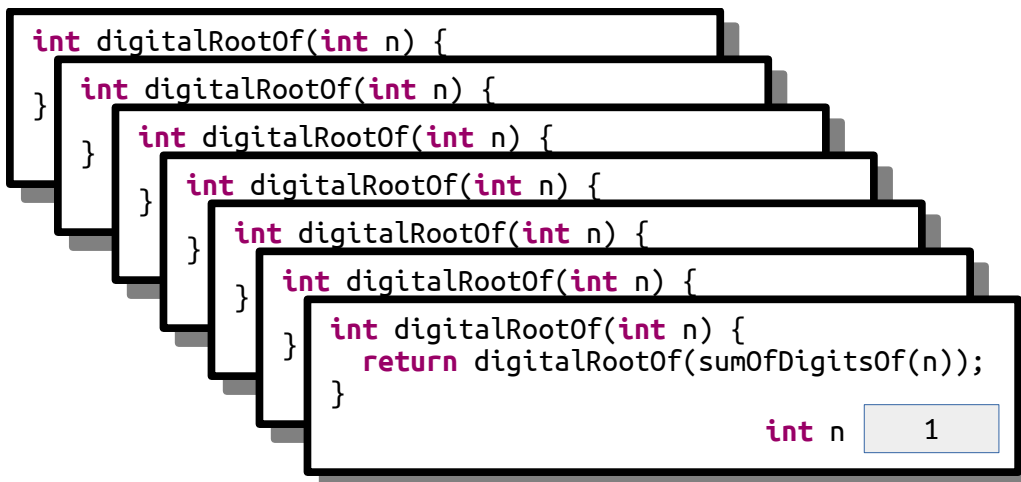 int digitalRootOf(int n) {
}
int digitalRootOf(int n) {
}
int digitalRootOf(int n) {
}
int digitalRootOf(int n) {
}
int digitalRootOf(int n) {
}
int digitalRootOf(int n) {
}
int digitalRootOf(int n) {
return digitalRootOf(sumOfDigitsOf(n));
}
int n 1